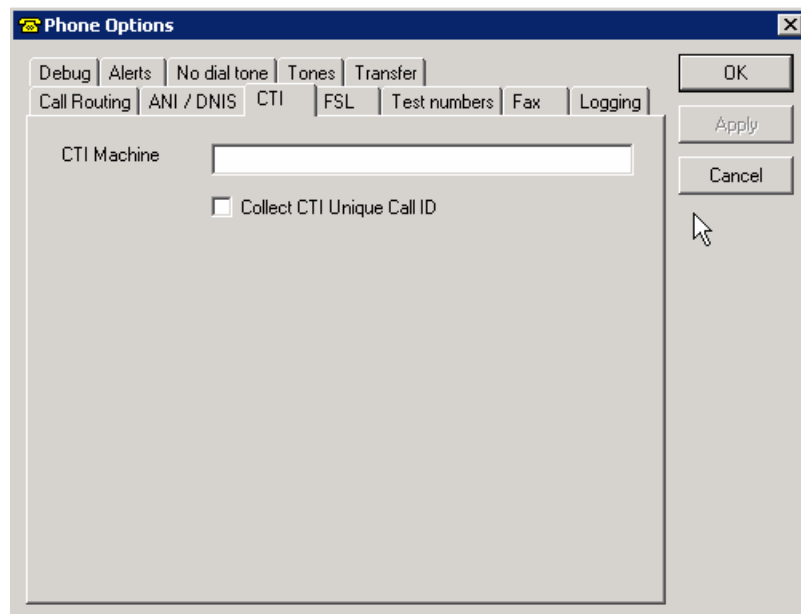 Phone Options
Debug Alerts No dial tone Tones Transfer
Call Routing ANI / DNIS CTI FSL Test numbers Fax Logging
CTI Machine
Collect CTI Unique Call ID
OK
Apply
Cancel